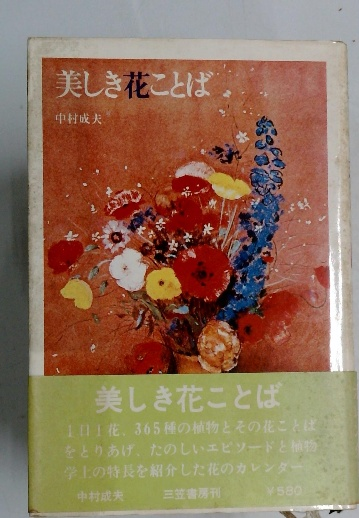 美しき花ことば
中村成夫
美しき花ことば
1日1花、365種の植物とその花ことば
をとりあげ、たのしいエピソードと植物
学上の特長を紹介した花のカレンダー
中村成夫 三笠書房刊 ¥680